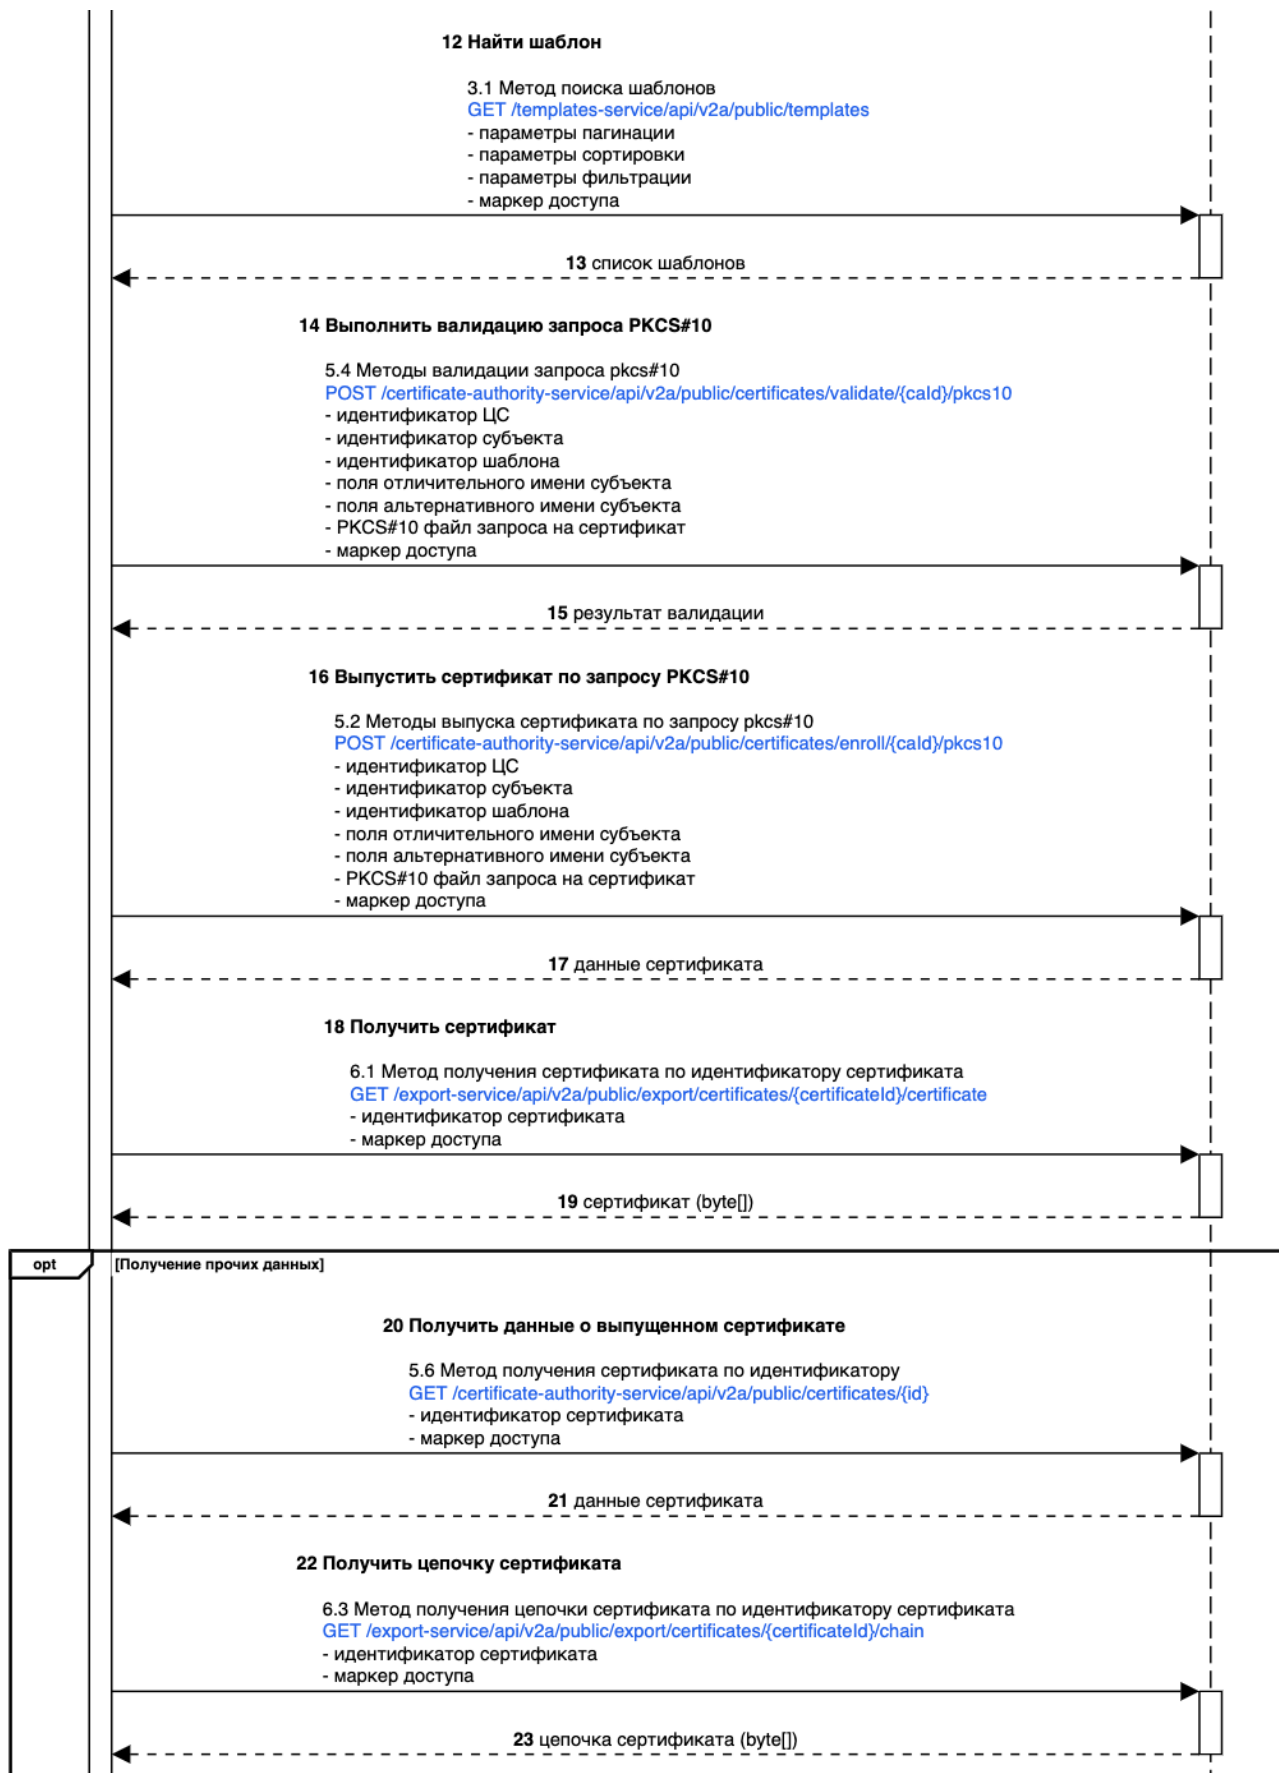 12 Найти шаблон
3.1 Метод поиска шаблонов
GET /templates-service/api/v2a/public/templates
- параметры пагинации
- параметры сортировки
- параметры фильтрации
- маркер доступа
13 список шаблонов
14 Выполнить валидацию запроса PKCS#10
5.4 Методы валидации запроса pkcs#10
POST /certificate-authority-service/api/v2a/public/certificates/validate/{caId}/pkcs10
- идентификатор ЦС
- идентификатор субъекта
- идентификатор шаблона
- поля отличительного имени субъекта
- поля альтернативного имени субъекта
- PKCS#10 файл запроса на сертификат
- маркер доступа
15 результат валидации
16 Выпустить сертификат по запросу PKCS#10
5.2 Методы выпуска сертификата по запросу pkcs#10
POST /certificate-authority-service/api/v2a/public/certificates/enroll/{caId}/pkcs10
- идентификатор ЦС
- идентификатор субъекта
- идентификатор шаблона
- поля отличительного имени субъекта
- поля альтернативного имени субъекта
- PKCS#10 файл запроса на сертификат
- маркер доступа
17 данные сертификата
18 Получить сертификат
6.1 Метод получения сертификата по идентификатору сертификата
GET /export-service/api/v2a/public/export/certificates/{certificateId}/certificate
- идентификатор сертификата
- маркер доступа
19 сертификат (byte[])
opt [Получение прочих данных]
20 Получить данные о выпущенном сертификате
5.6 Метод получения сертификата по идентификатору
GET /certificate-authority-service/api/v2a/public/certificates/{id}
- идентификатор сертификата
- маркер доступа
21 данные сертификата
22 Получить цепочку сертификата
6.3 Метод получения цепочки сертификата по идентификатору сертификата
GET /export-service/api/v2a/public/export/certificates/{certificateId}/chain
- идентификатор сертификата
- маркер доступа
23 цепочка сертификата (byte[])